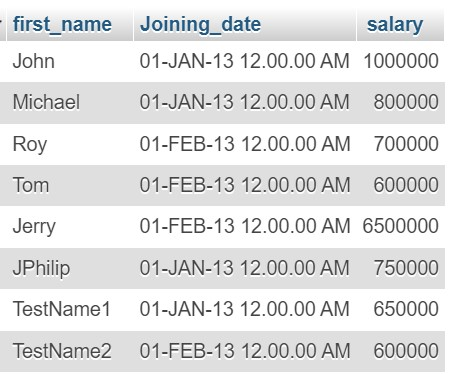 first_name Joining_date salary
John 01-JAN-13 12.00.00 AM 1000000
Michael 01-JAN-13 12.00.00 AM 800000
Roy 01-FEB-13 12.00.00 AM 700000
Tom 01-FEB-13 12.00.00 AM 600000
Jerry 01-FEB-13 12.00.00 AM 6500000
JPhilip 01-JAN-13 12.00.00 AM 750000
TestName1 01-JAN-13 12.00.00 AM 650000
TestName2 01-FEB-13 12.00.00 AM 600000